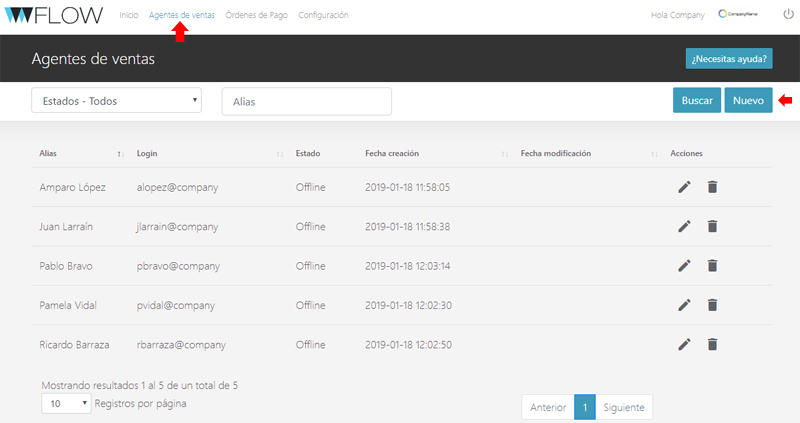 FLOW Inicio Agentes de ventas Órdenes de Pago Configuración Hola Company CompanyName
Agentes de ventas ¿Necesitas ayuda?
Estados - Todos Alias Buscar Nuevo
Alias Login Estado Fecha creación Fecha modificación Acciones
Amparo López alopez@company Offline 2019-01-18 11:58:05
Juan Larraín jlarrain@company Offline 2019-01-18 11:58:38
Pablo Bravo pbravo@company Offline 2019-01-18 12:03:14
Pamela Vidal pvidal@company Offline 2019-01-18 12:02:30
Ricardo Barraza rbarraza@company Offline 2019-01-18 12:02:50
Mostrando resultados 1 al 5 de un total de 5
10 Registros por página
Anterior 1 Siguiente